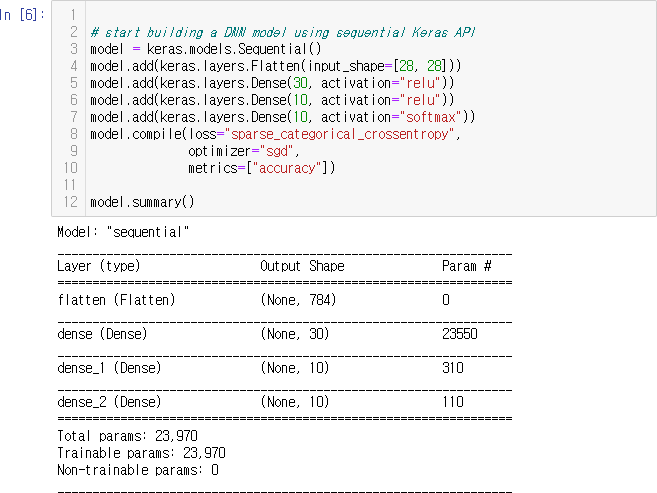 In [6]:
1
2 # start building a DNN model using sequential Keras API
3 model = keras.models.Sequential()
4 model.add(keras.layers.Flatten(input_shape=[28, 28]))
5 model.add(keras.layers.Dense(30, activation="relu"))
6 model.add(keras.layers.Dense(10, activation="relu"))
7 model.add(keras.layers.Dense(10, activation="softmax"))
8 model.compile(loss="sparse_categorical_crossentropy",
9 optimizer="sgd",
10 metrics=["accuracy"])
11
12 model.summary()
Model: "sequential"
_________________________________________________________________
Layer (type) Output Shape Param #
=================================================================
flatten (Flatten) (None, 784) 0
_________________________________________________________________
dense (Dense) (None, 30) 23550
_________________________________________________________________
dense_1 (Dense) (None, 10) 310
_________________________________________________________________
dense_2 (Dense) (None, 10) 110
=================================================================
Total params: 23,970
Trainable params: 23,970
Non-trainable params: 0
_________________________________________________________________